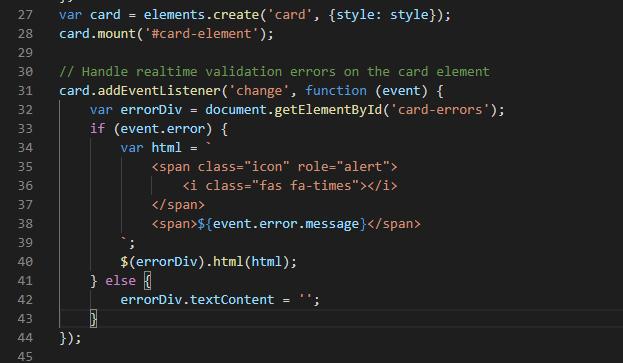 27 var card = elements.create('card', {style: style});
28 card.mount('#card-element');
29
30 // Handle realtime validation errors on the card element
31 card.addEventListener('change', function (event) {
32     var errorDiv = document.getElementById('card-errors');
33     if (event.error) {
34         var html = `
35             <span class="icon" role="alert">
36                 <i class="fas fa-times"></i>
37             </span>
38             <span>${event.error.message}</span>
39         `;
40         $(errorDiv).html(html);
41     } else {
42         errorDiv.textContent = '';
43     }
44 });
45